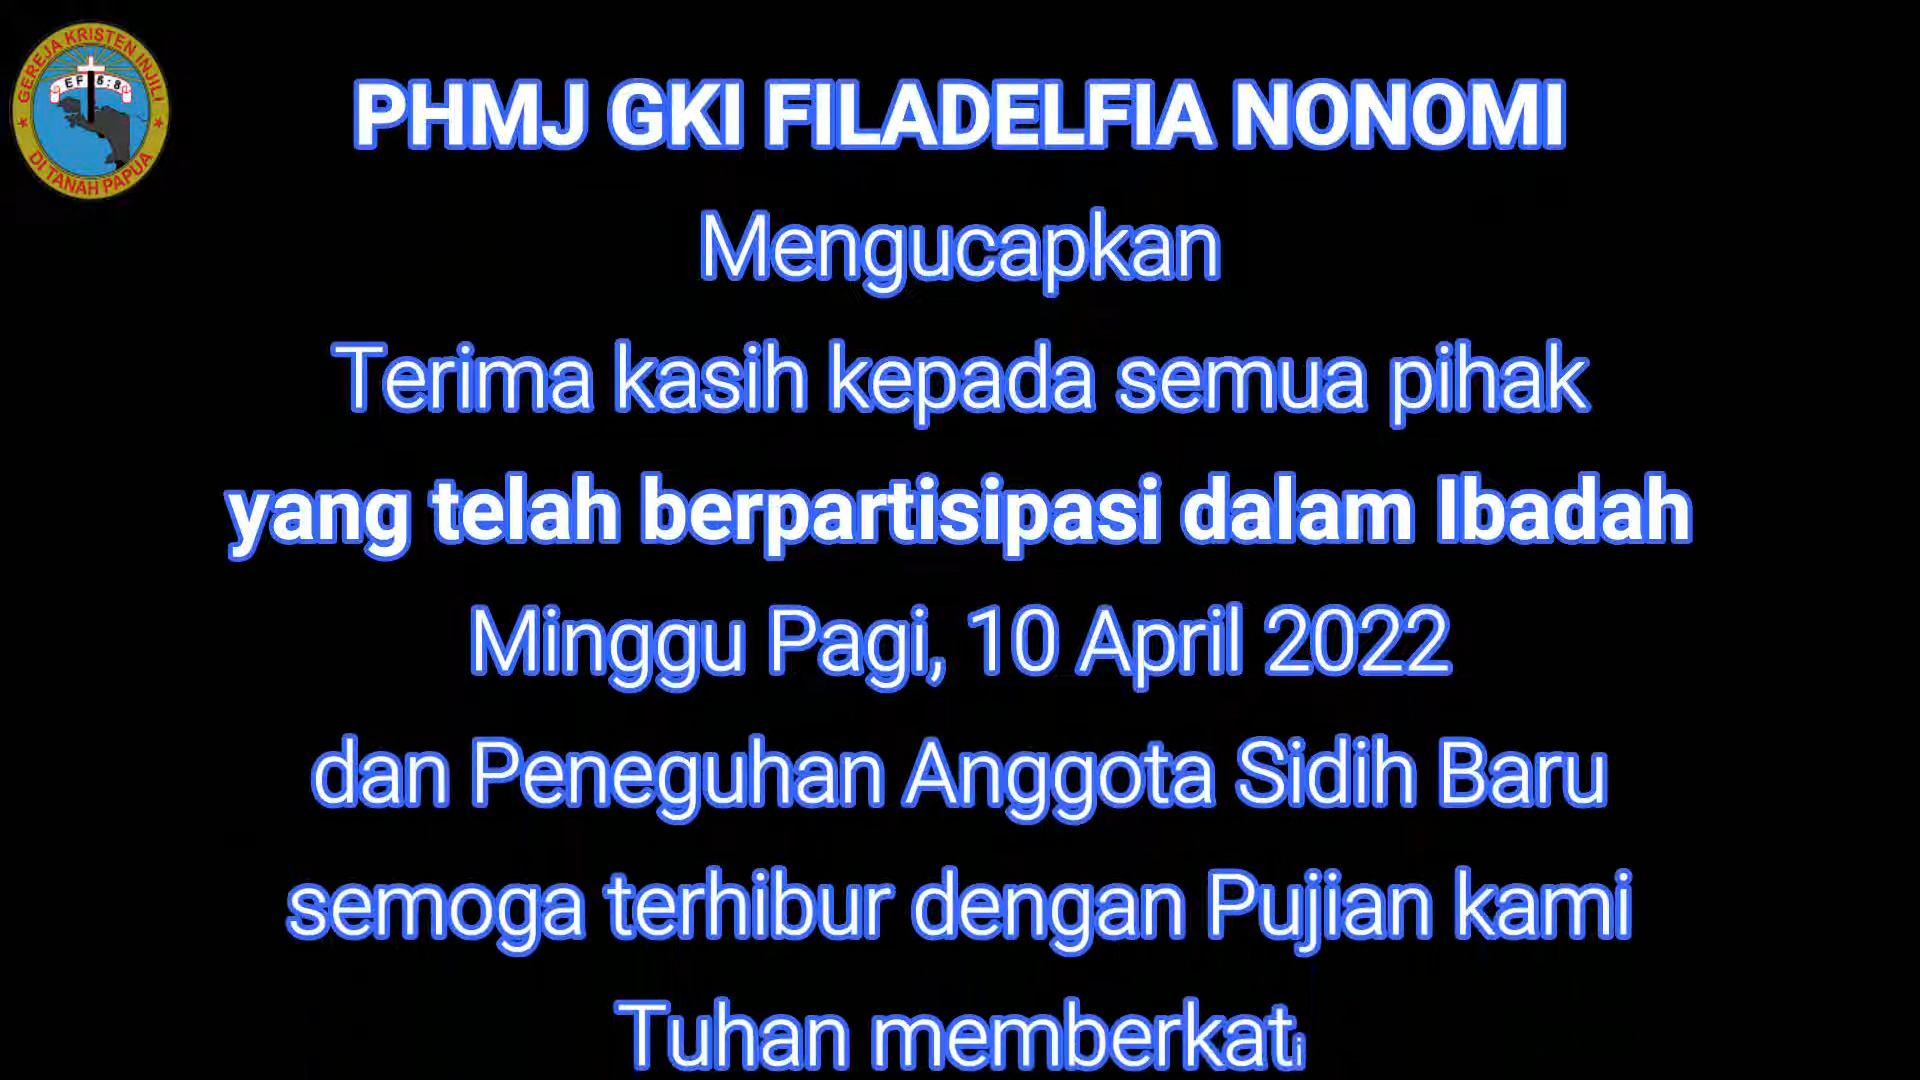 GEREJA KRISTEN INJILI
EF 6:8
DI TANAH PAPUA
PHMJ GKI FILADELFIA NONOMI
Mengucapkan
Terima kasih kepada semua pihak
yang telah berpartisipasi dalam Ibadah
Minggu Pagi, 10 April 2022
dan Peneguhan Anggota Sidih Baru
semoga terhibur dengan Pujian kami
Tuhan memberkati